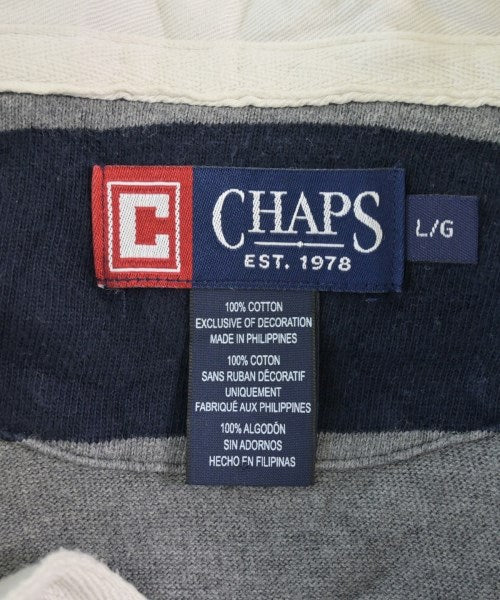 C
CHAPS
EST. 1978
L/G
100% COTTON
EXCLUSIVE OF DECORATION
MADE IN PHILIPPINES
100% COTON
SANS RUBAN DÉCORATIF
UNIQUEMENT
FABRIQUÉ AUX PHILIPPINES
100% ALGODÓN
SIN ADORNOS
HECHO EN FILIPINAS